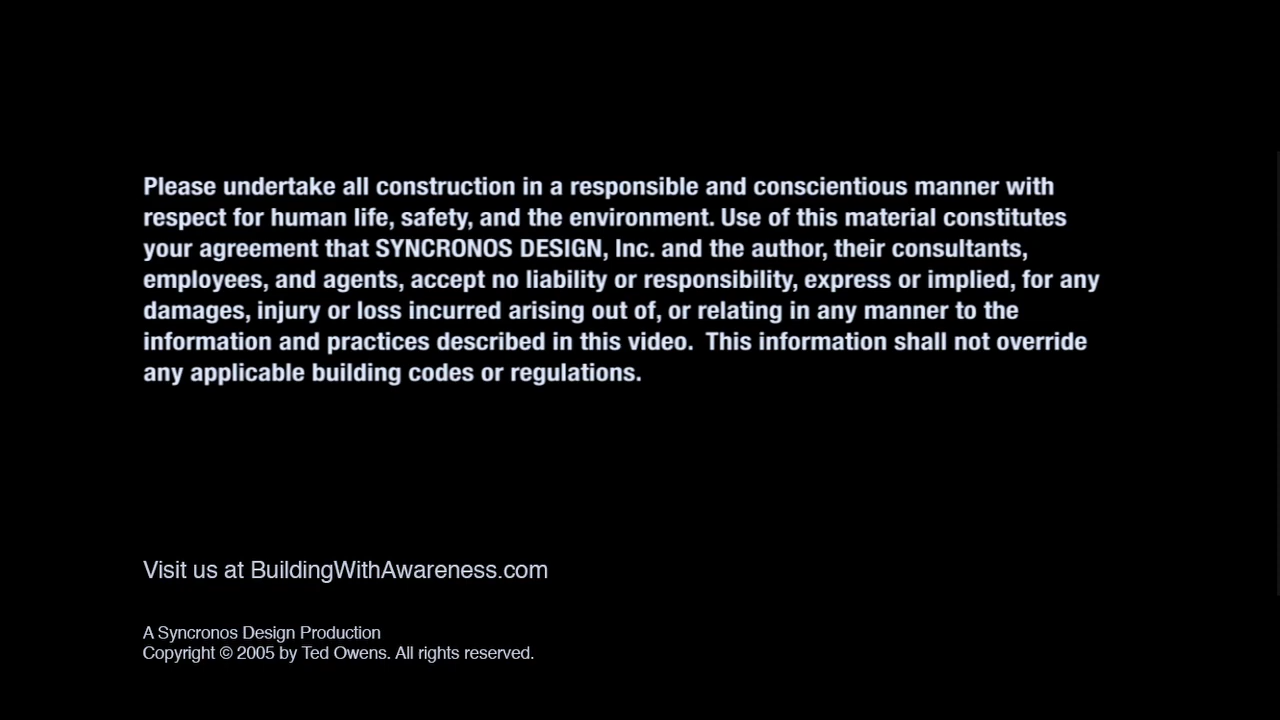 Please undertake all construction in a responsible and conscientious manner with
respect for human life, safety, and the environment. Use of this material constitutes
your agreement that SYNCRONOS DESIGN, Inc. and the author, their consultants,
employees, and agents, accept no liability or responsibility, express or implied, for any
damages, injury or loss incurred arising out of, or relating in any manner to the
information and practices described in this video.  This information shall not override
any applicable building codes or regulations.
Visit us at BuildingWithAwareness.com
A Syncronos Design Production
Copyright © 2005 by Ted Owens. All rights reserved.